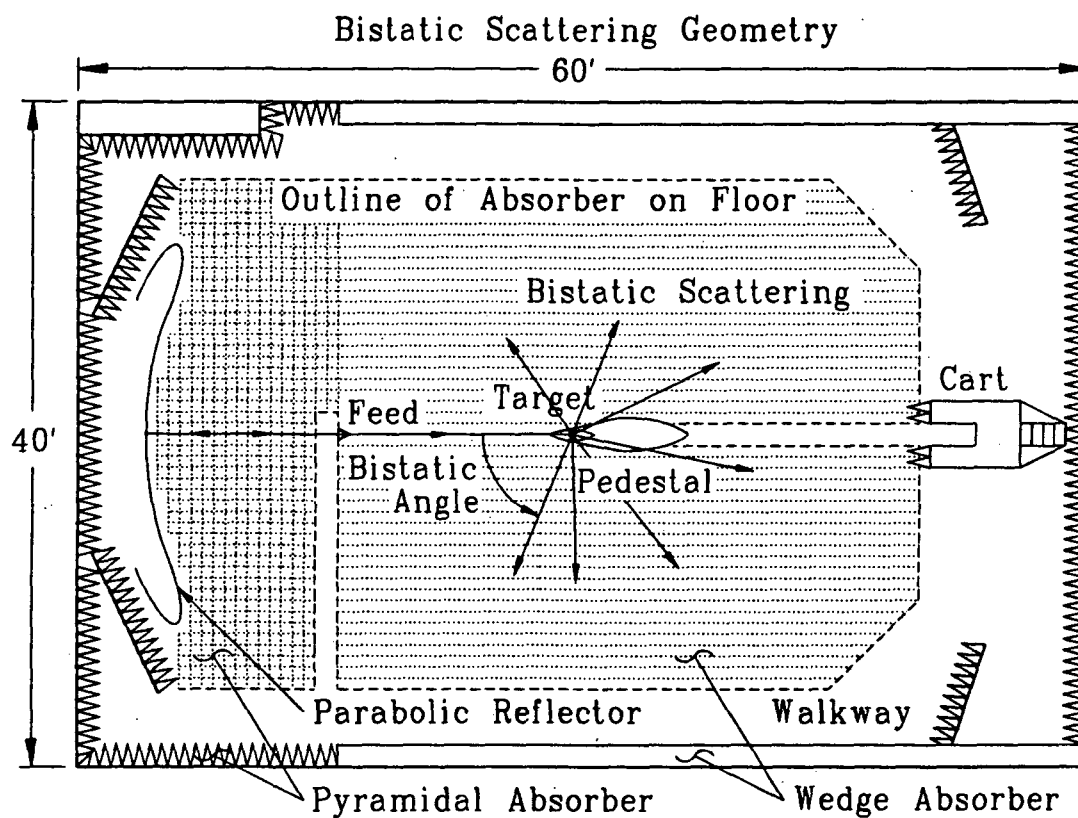 Bistatic Scattering Geometry
60'
Outline of Absorber on Floor
Bistatic Scattering
Cart
Target
Feed
40'
Bistatic
Angle
Pedestal
Parabolic Reflector
Walkway
Pyramidal Absorber
Wedge Absorber